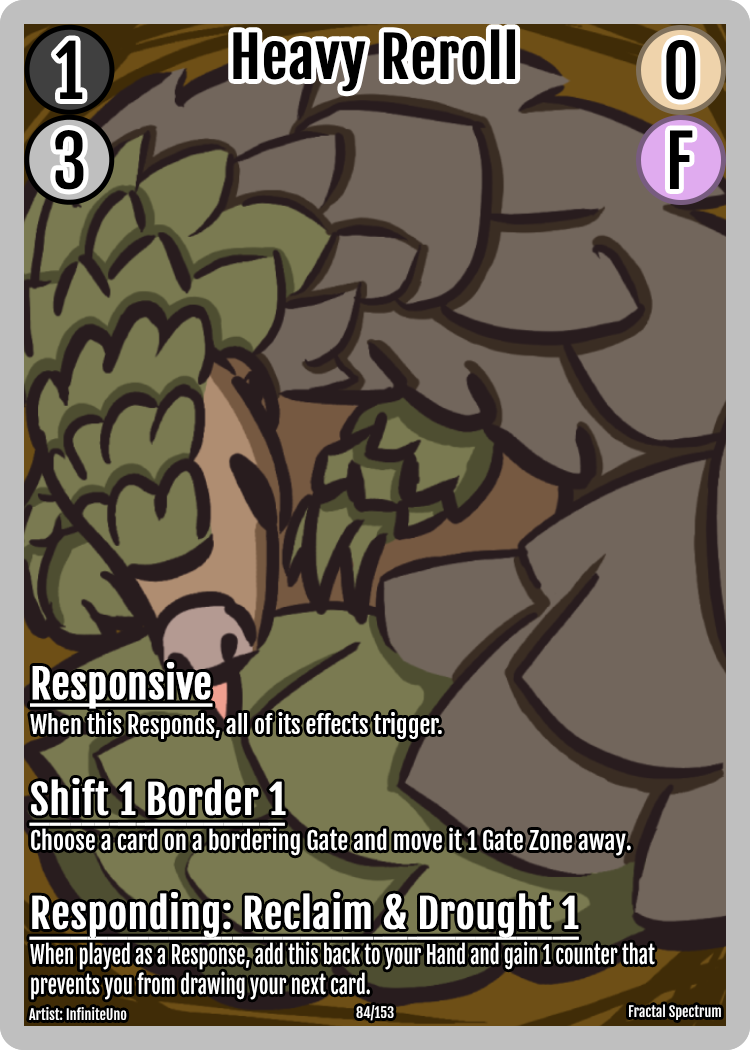 Heavy Reroll
1
0
3
F
Responsive
When this Responds, all of its effects trigger.
Shift 1 Border 1
Choose a card on a bordering Gate and move it 1 Gate Zone away.
Responding: Reclaim & Drought 1
When played as a Response, add this back to your Hand and gain 1 counter that
prevents you from drawing your next card.
Artist: InfiniteUno
84/153
Fractal Spectrum